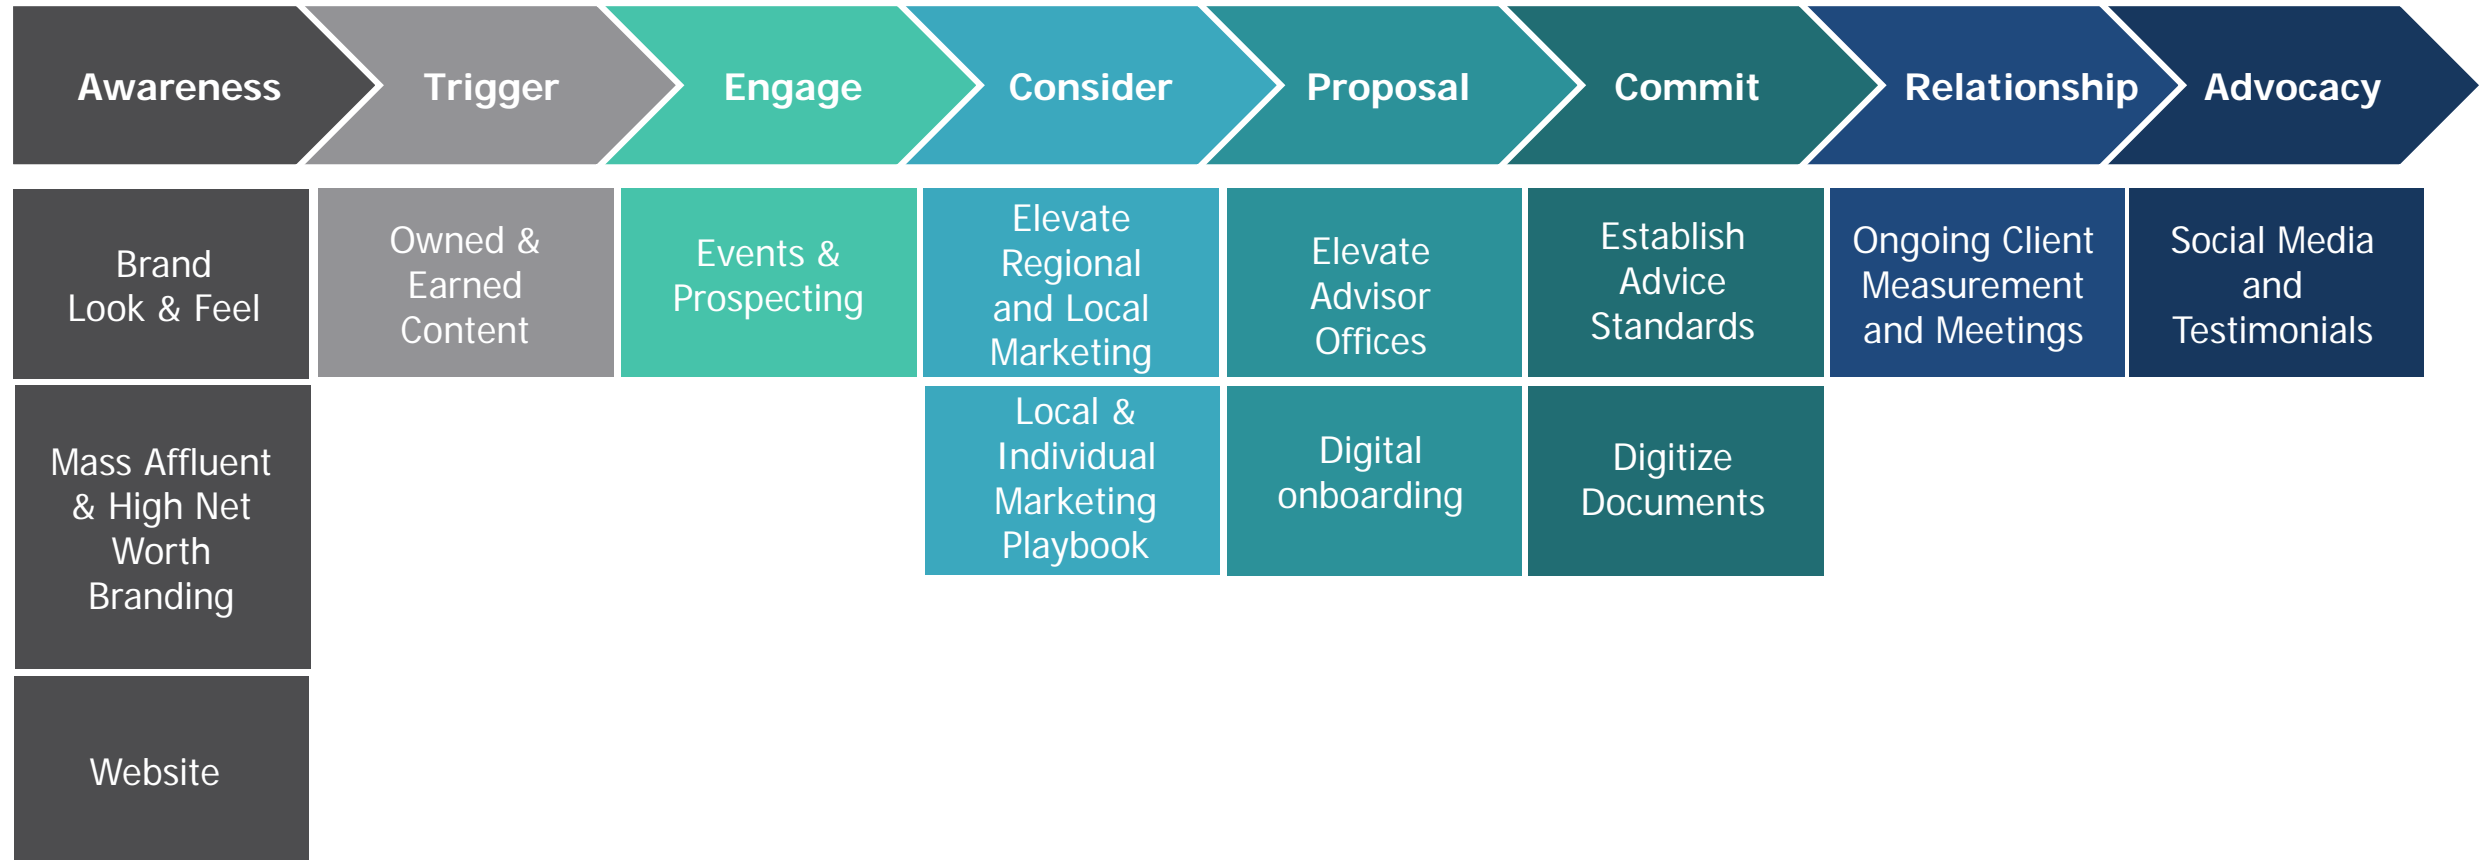 Awareness
Trigger
Engage
Consider
Proposal
Commit
Relationship
Advocacy
Brand
Look & Feel
Owned &
Earned
Content
Events &
Prospecting
Elevate
Regional
and Local
Marketing
Elevate
Advisor
Offices
Establish
Advice
Standards
Ongoing Client
Measurement
and Meetings
Social Media
and
Testimonials
Mass Affluent
& High Net
Worth
Branding
Local &
Individual
Marketing
Playbook
Digital
onboarding
Digitize
Documents
Website